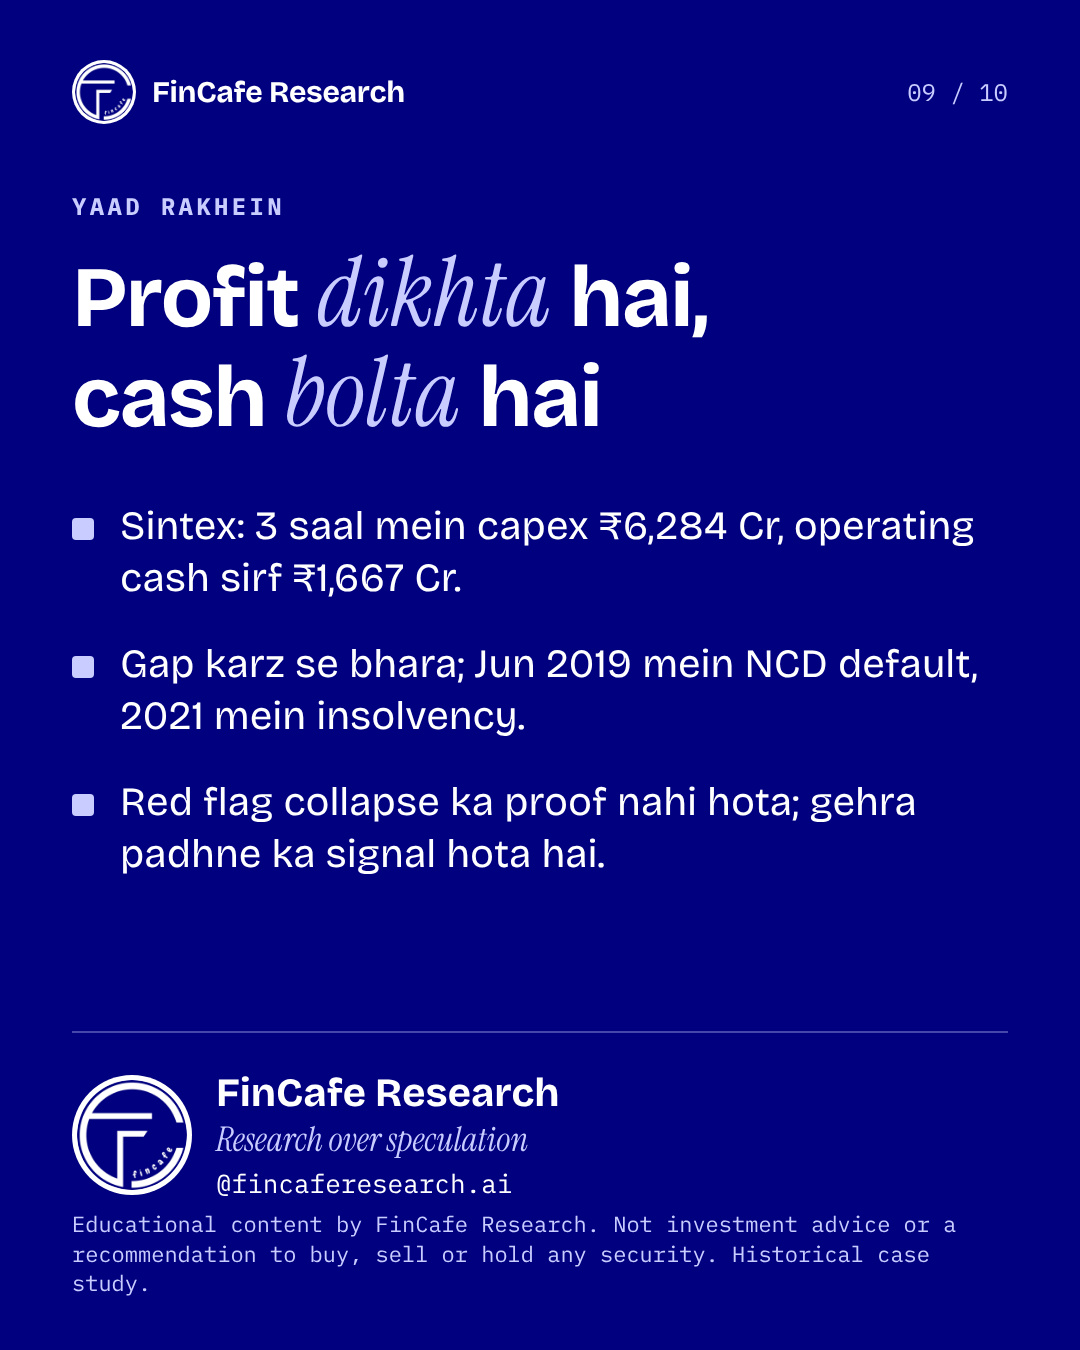 FinCafe Research
09 / 10
YAAD RAKHEIN
Profit dikhta hai,
cash bolta hai
Sintex: 3 saal mein capex ₹6,284 Cr, operating
cash sirf ₹1,667 Cr.
Gap karz se bhara; Jun 2019 mein NCD default,
2021 mein insolvency.
Red flag collapse ka proof nahi hota; gehra
padhne ka signal hota hai.
fincafe
FinCafe Research
Research over speculation
@fincaferesearch.ai
Educational content by FinCafe Research. Not investment advice or a
recommendation to buy, sell or hold any security. Historical case
study.